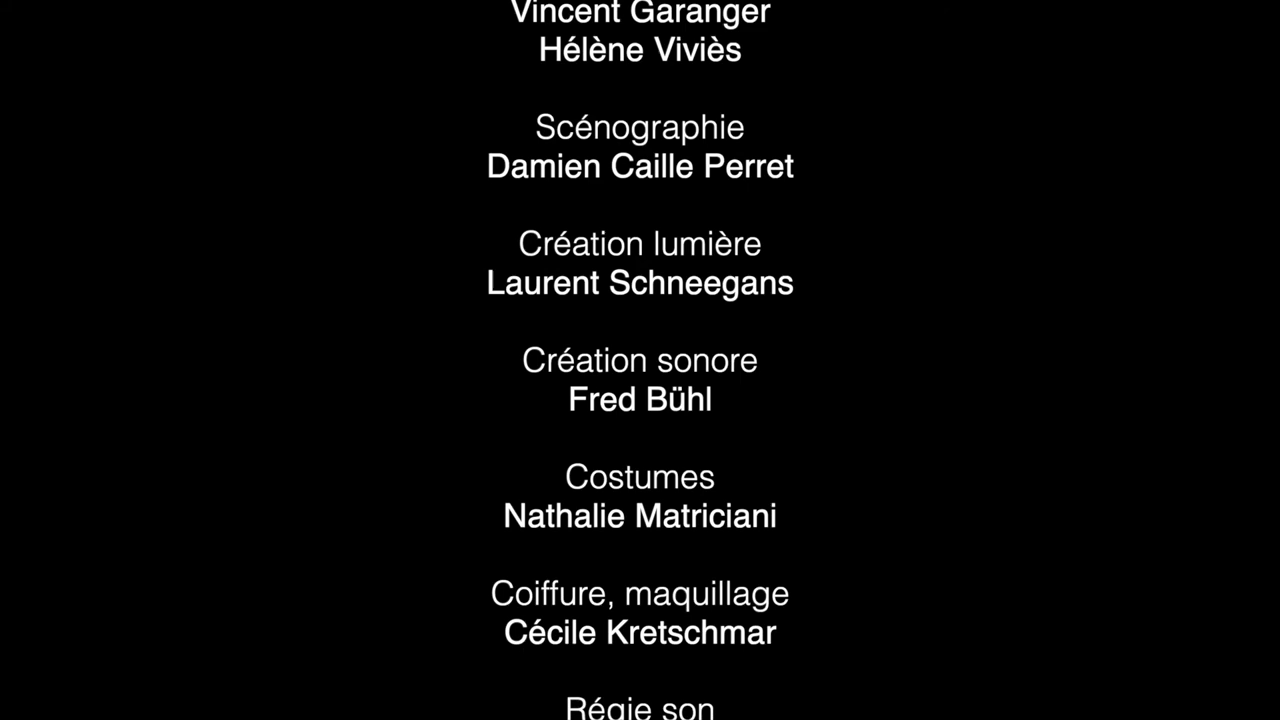 Vincent Garanger
Hélène Viviès
Scénographie
Damien Caille Perret
Création lumière
Laurent Schneegans
Création sonore
Fred Bühl
Costumes
Nathalie Matriciani
Coiffure, maquillage
Cécile Kretschmar
Régie son